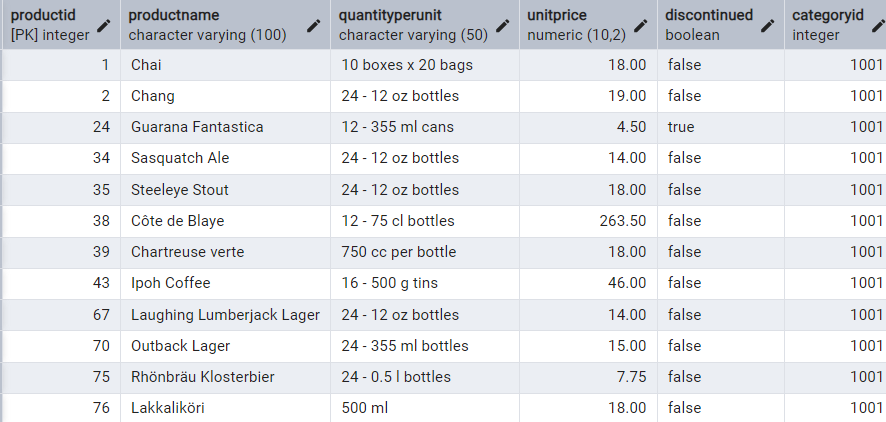 productid productname quantityperunit unitprice discontinued categoryid
[PK] integer character varying (100) character varying (50) numeric (10,2) boolean integer
1 Chai 10 boxes x 20 bags 18.00 false 1001
2 Chang 24 - 12 oz bottles 19.00 false 1001
24 Guarana Fantastica 12 - 355 ml cans 4.50 true 1001
34 Sasquatch Ale 24 - 12 oz bottles 14.00 false 1001
35 Steeleye Stout 24 - 12 oz bottles 18.00 false 1001
38 Côte de Blaye 12 - 75 cl bottles 263.50 false 1001
39 Chartreuse verte 750 cc per bottle 18.00 false 1001
43 Ipoh Coffee 16 - 500 g tins 46.00 false 1001
67 Laughing Lumberjack Lager 24 - 12 oz bottles 14.00 false 1001
70 Outback Lager 24 - 355 ml bottles 15.00 false 1001
75 Rhönbräu Klosterbier 24 - 0.5 l bottles 7.75 false 1001
76 Lakkaliköri 500 ml 18.00 false 1001